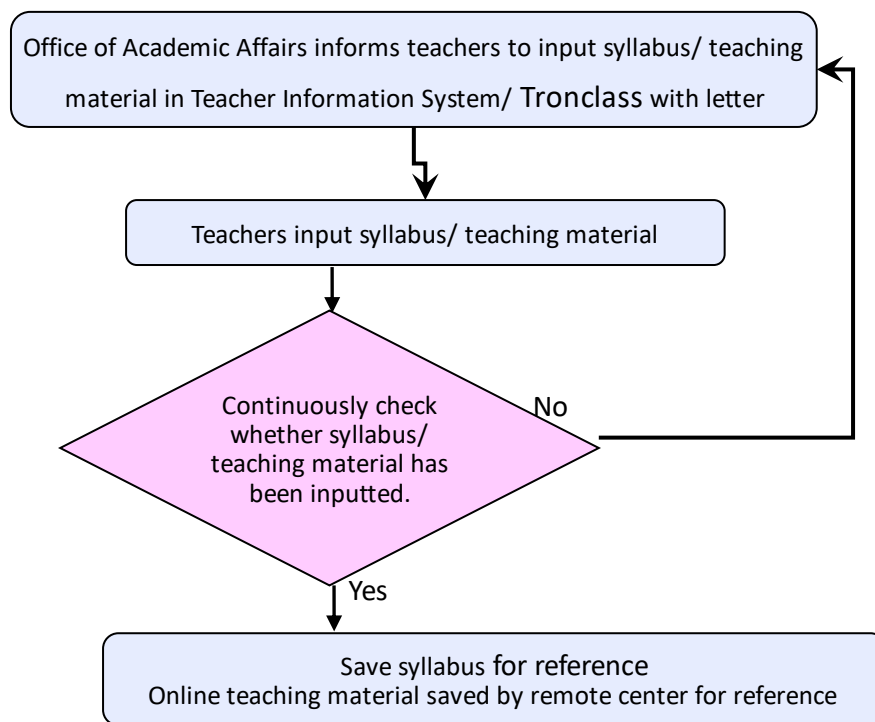 Office of Academic Affairs informs teachers to input syllabus/ teaching
material in Teacher Information System/ Tronclass with letter
Teachers input syllabus/ teaching material
Continuously check
whether syllabus/
teaching material has
been inputted.
No
Yes
Save syllabus for reference
Online teaching material saved by remote center for reference